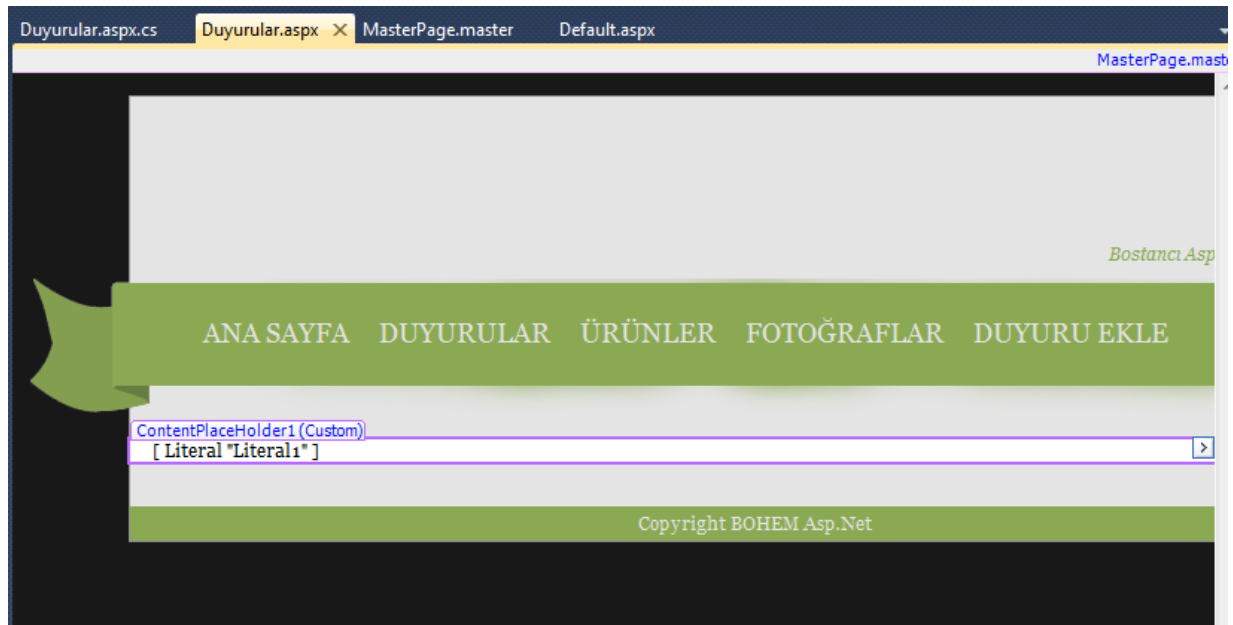 Duyurular.aspx.cs Duyurular.aspx MasterPage.master Default.aspx
MasterPage.mast
Bostancı Asp
ANA SAYFA DUYURULAR ÜRÜNLER FOTOĞRAFLAR DUYURU EKLE
ContentPlaceHolder1 (Custom)
[ Literal "Literal1" ]
Copyright BOHEM Asp.Net